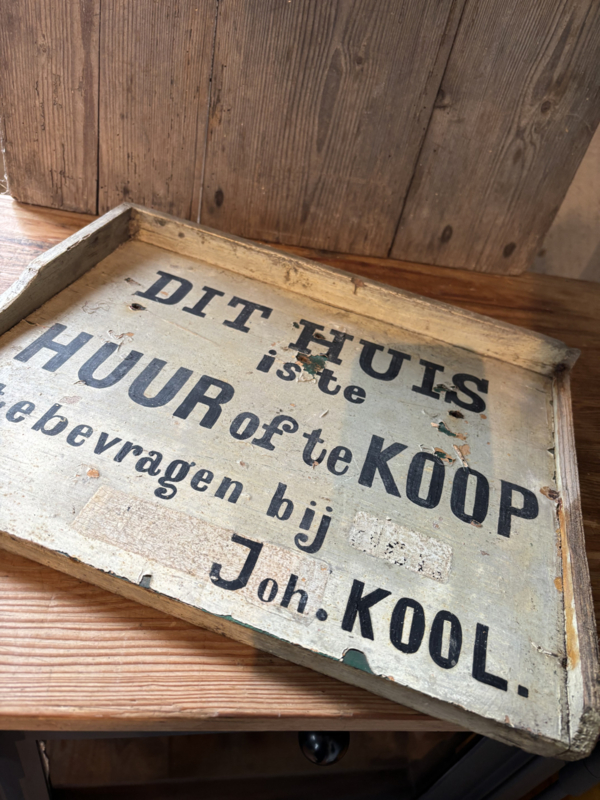 DIT HUIS
is te
HUUR of te KOOP
te bevragen bij
Joh. KOOL.